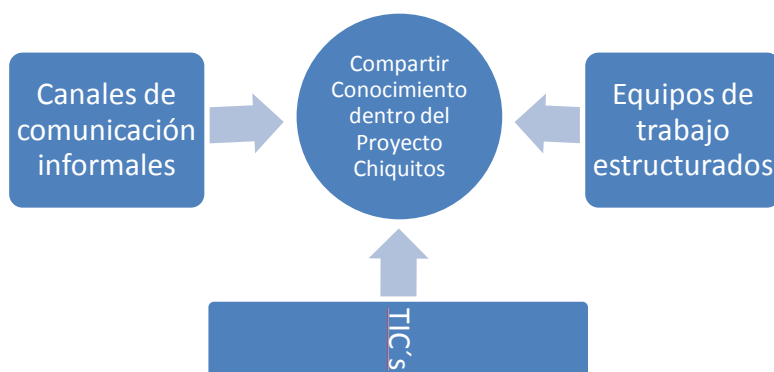 Canales de
comunicación
informales
Compartir
Conocimiento
dentro del
Proyecto
Chiquitos
Equipos de
trabajo
estructurados
TIC´s